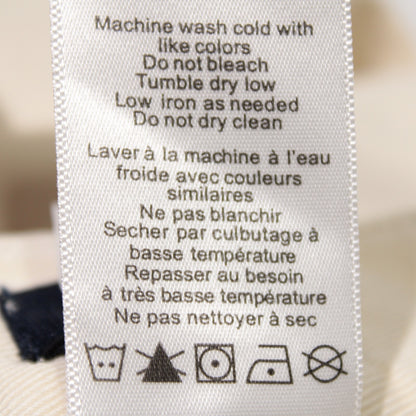 Machine wash cold with
like colors
Do not bleach
Tumble dry low
Low iron as needed
Do not dry clean
Laver à la machine à l'eau
froide avec couleurs
similaires
Ne pas blanchir
Secher par culbutage à
basse température
Repasser au besoin
à très basse température
Ne pas nettoyer à sec